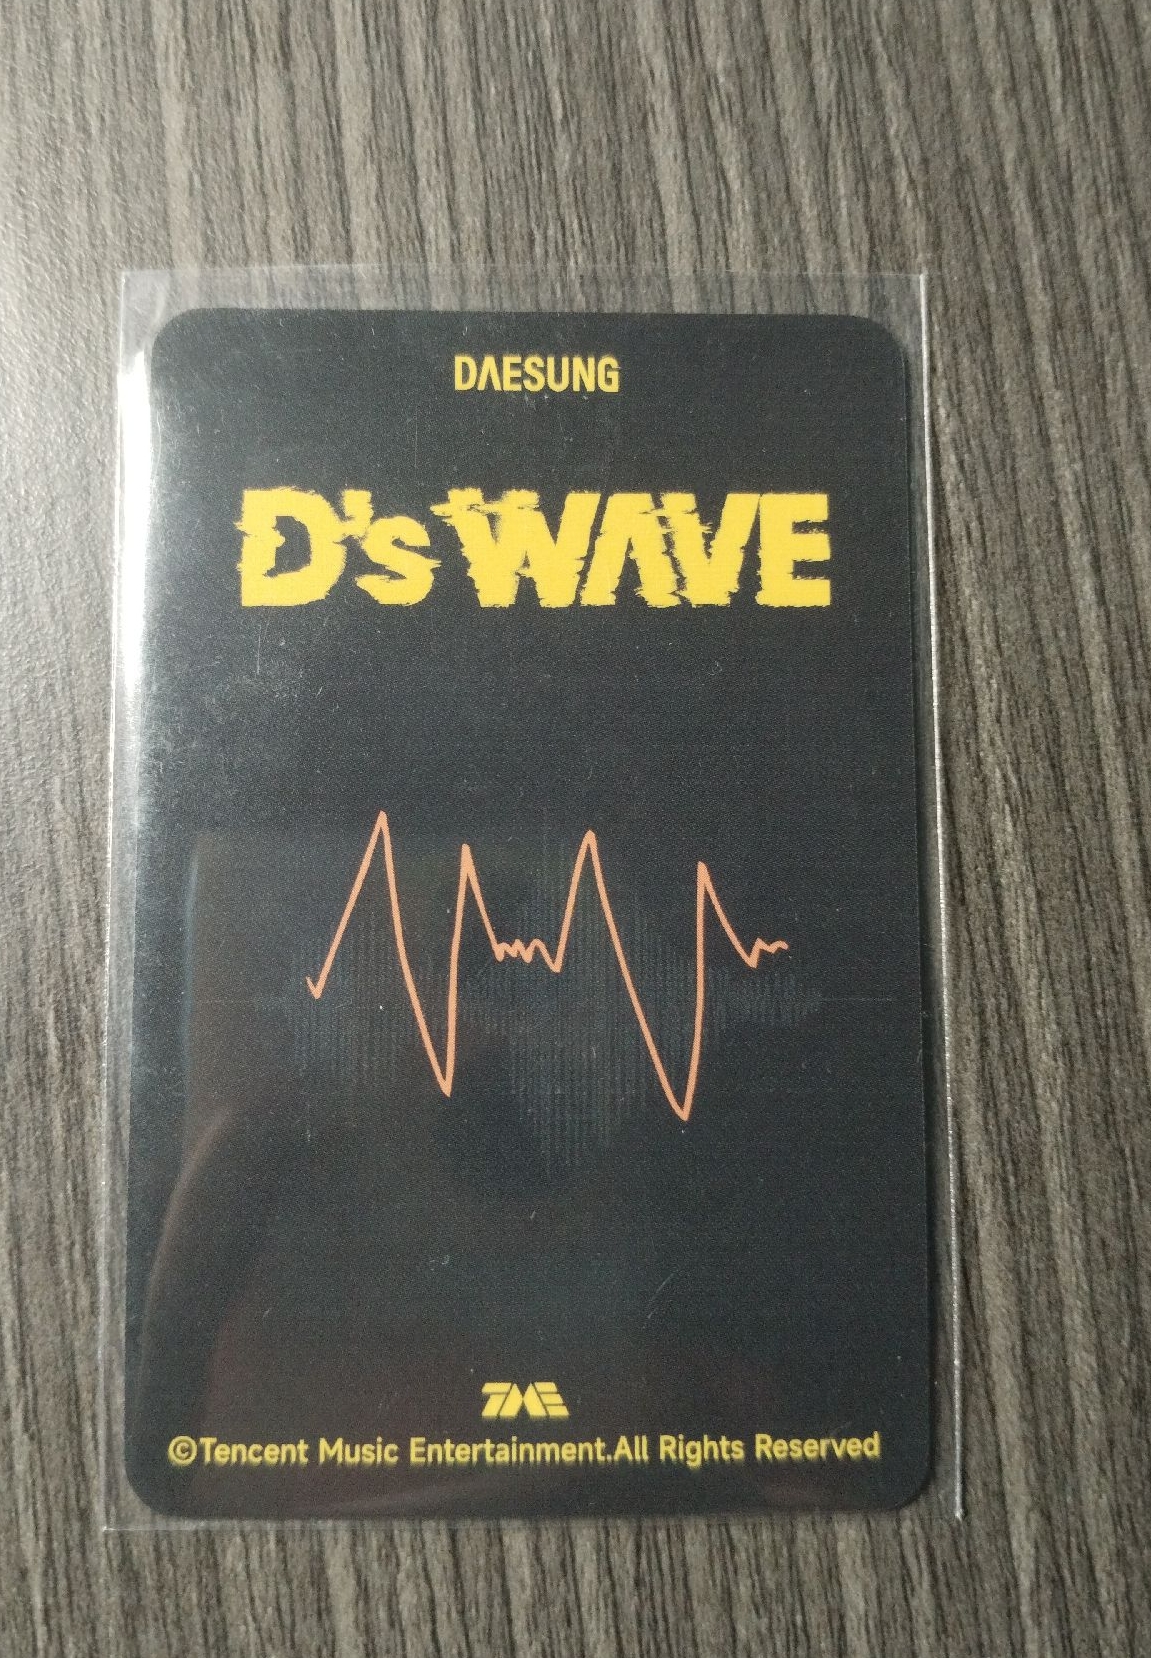 DAESUNG
D's WAVE
TME
©Tencent Music Entertainment.All Rights Reserved